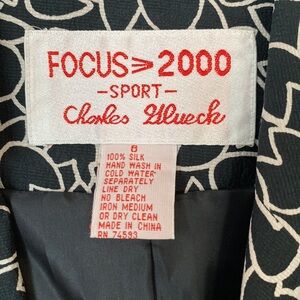 FOCUS 2000
-SPORT-
Charles Glueck
8
100% SILK
HAND WASH IN
COLD WATER
SEPARATELY
LINE DRY
NO BLEACH
IRON MEDIUM
OR DRY CLEAN
MADE IN CHINA
RN 74593